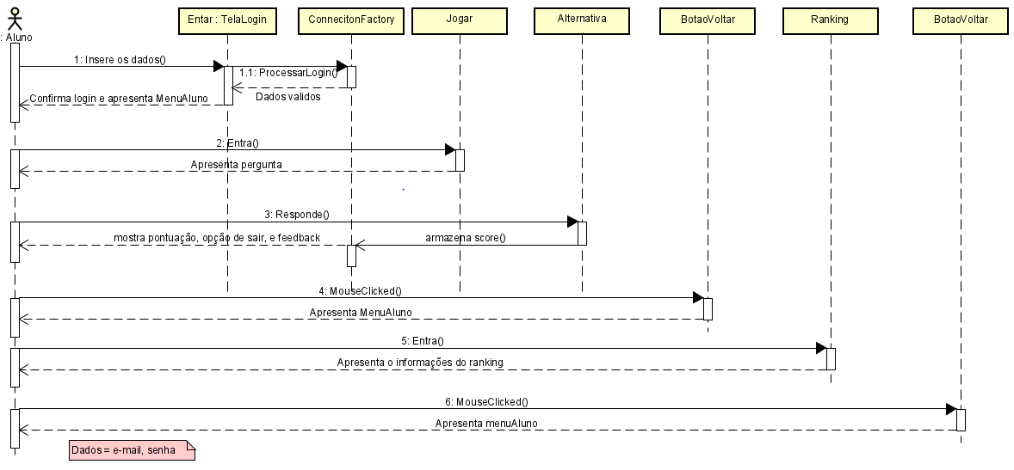 : Aluno
Entar : TelaLogin
ConnecitonFactory
Jogar
Alternativa
BotaoVoltar
Ranking
BotaoVoltar
1: Insere os dados()
1.1: ProcessarLogin()
Dados validos
Confirma login e apresenta MenuAluno
2: Entra()
Apresenta pergunta
3: Responde()
armazena score()
mostra pontuação, opção de sair, e feedback
4: MouseClicked()
Apresenta MenuAluno
5: Entra()
Apresenta o informações do ranking
6: MouseClicked()
Apresenta menuAluno
Dados = e-mail, senha